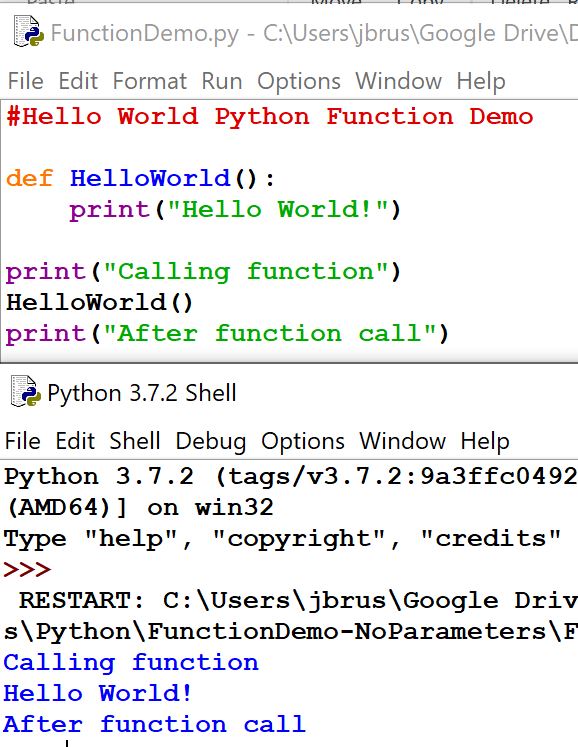 FunctionDemo.py - C:\Users\jbrus\Google Drive\
File Edit Format Run Options Window Help
#Hello World Python Function Demo
def HelloWorld():
    print("Hello World!")
print("Calling function")
HelloWorld()
print("After function call")
Python 3.7.2 Shell
File Edit Shell Debug Options Window Help
Python 3.7.2 (tags/v3.7.2:9a3ffc0492
(AMD64)] on win32
Type "help", "copyright", "credits"
>>>
 RESTART: C:\Users\jbrus\Google Driv
s\Python\FunctionDemo-NoParameters\F
Calling function
Hello World!
After function call